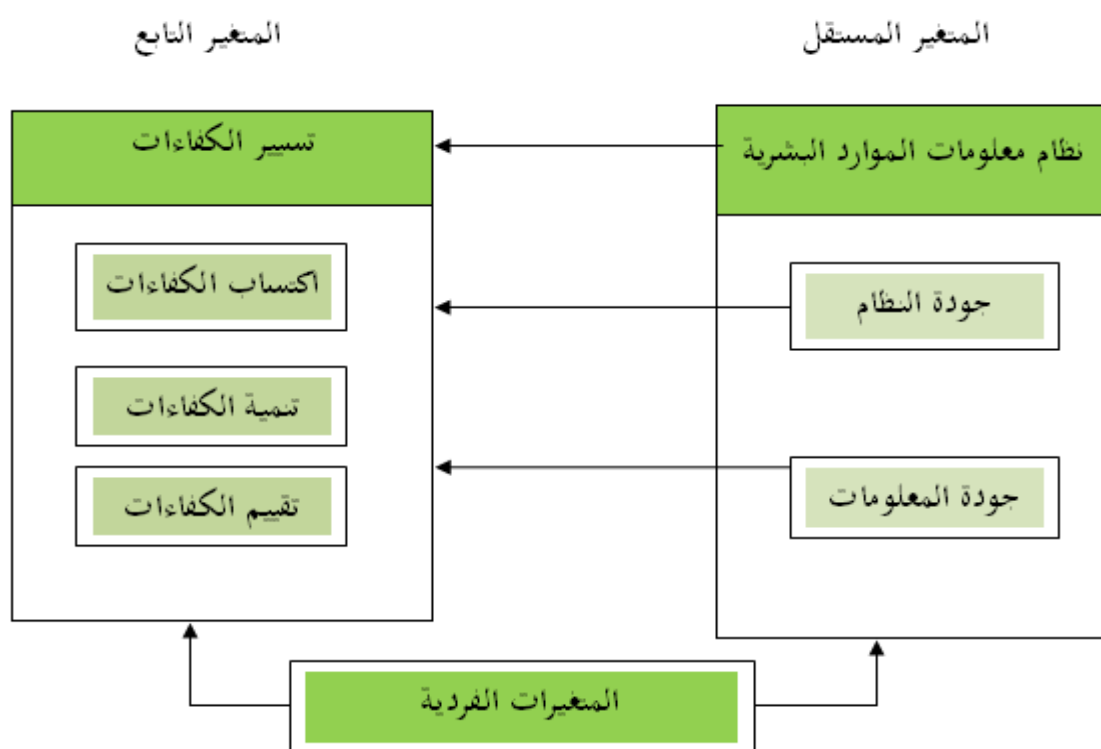 المتغير المستقل
المتغير التابع
نظام معلومات الموارد البشرية
تسيير الكفاءات
جودة النظام
جودة المعلومات
اكتساب الكفاءات
تنمية الكفاءات
تقييم الكفاءات
المتغيرات الفردية